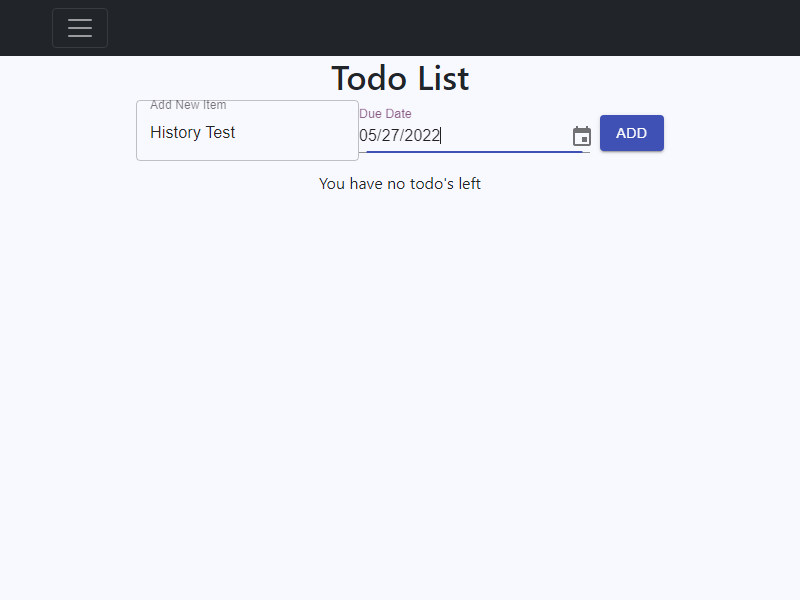 Todo List
Add New Item
History Test
Due Date
05/27/2022
ADD
You have no todo's left